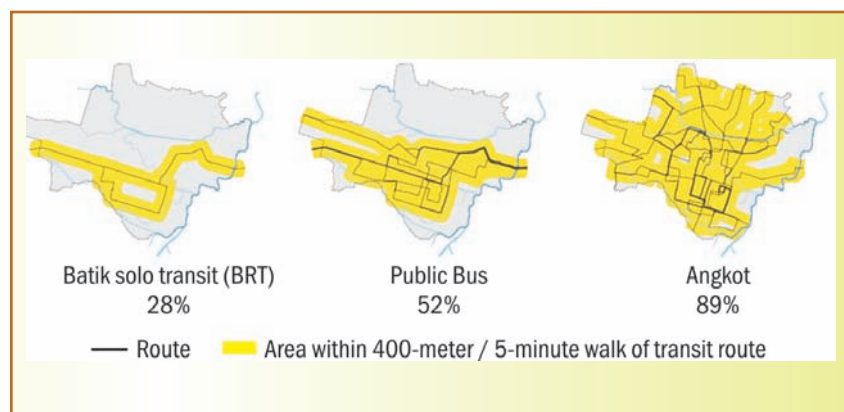 Batik solo transit (BRT)
28%
Public Bus
52%
Angkot
89%
Route
Area within 400-meter / 5-minute walk of transit route